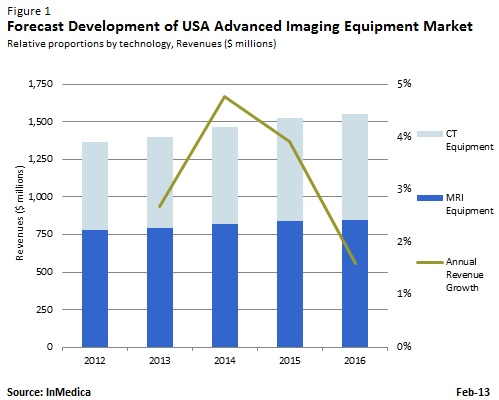 Figure 1
Forecast Development of USA Advanced Imaging Equipment Market
Relative proportions by technology, Revenues ($ millions)
Revenues ($ millions)
1,750
1,500
1,250
1,000
750
500
250
0
5%
4%
3%
2%
1%
0%
2012
2013
2014
2015
2016
CT
Equipment
MRI
Equipment
Annual
Revenue
Growth
Source: InMedica
Feb-13